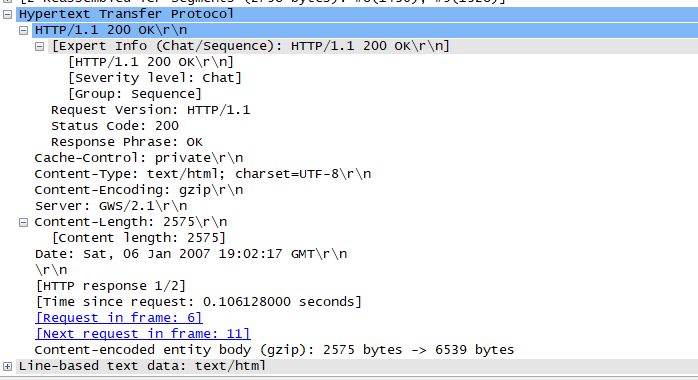 Hypertext Transfer Protocol
HTTP/1.1 200 OK\r\n
[Expert Info (Chat/Sequence): HTTP/1.1 200 OK\r\n]
[HTTP/1.1 200 OK\r\n]
[Severity level: Chat]
[Group: Sequence]
Request Version: HTTP/1.1
Status Code: 200
Response Phrase: OK
Cache-Control: private\r\n
Content-Type: text/html; charset=UTF-8\r\n
Content-Encoding: gzip\r\n
Server: GWS/2.1\r\n
Content-Length: 2575\r\n
[Content length: 2575]
Date: Sat, 06 Jan 2007 19:02:17 GMT\r\n
\r\n
[HTTP response 1/2]
[Time since request: 0.106128000 seconds]
[Request in frame: 6]
[Next request in frame: 11]
Content-encoded entity body (gzip): 2575 bytes -> 6539 bytes
Line-based text data: text/html